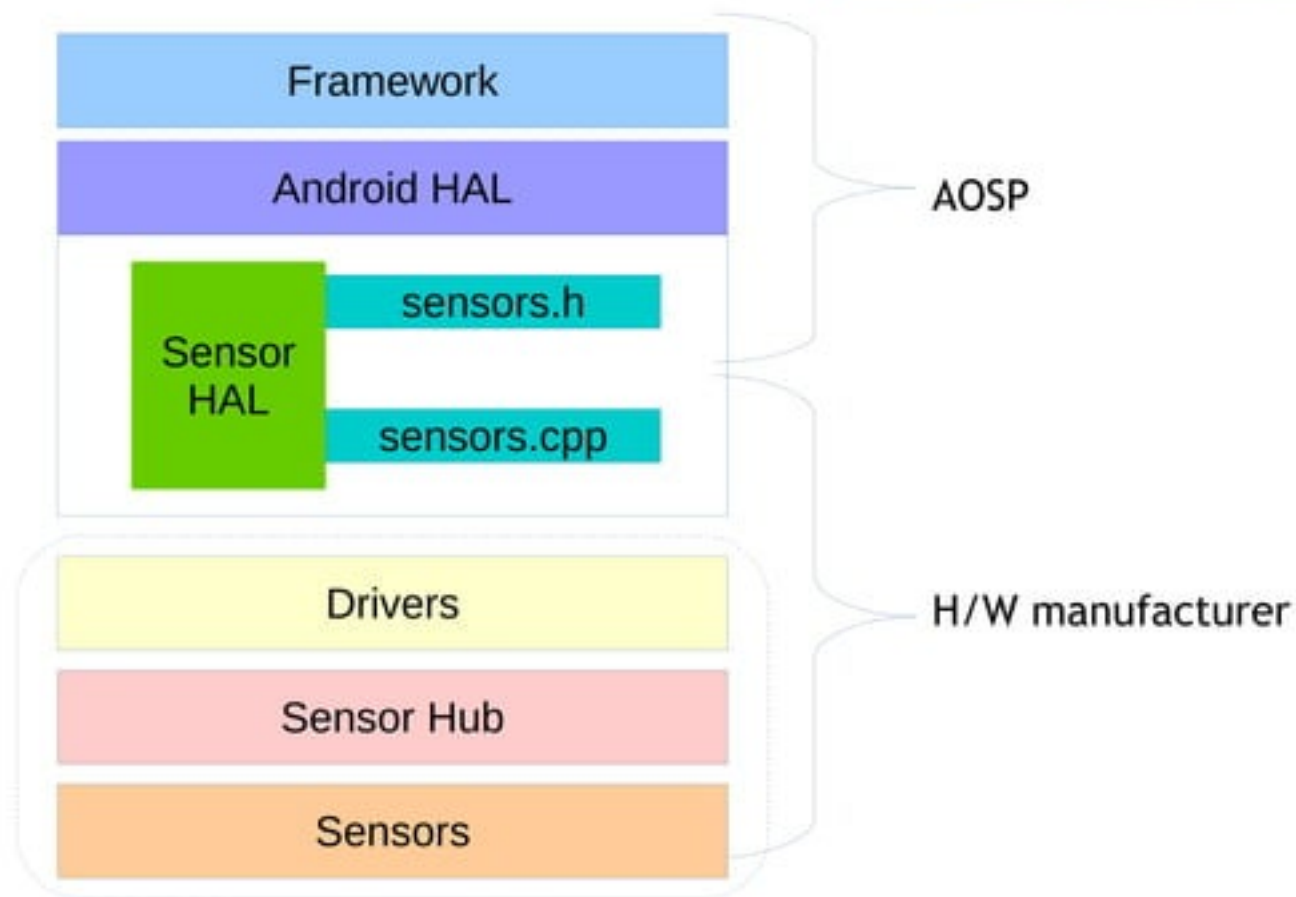 Framework
Android HAL
AOSP
sensors.h
Sensor
HAL
sensors.cpp
Drivers
H/W manufacturer
Sensor Hub
Sensors